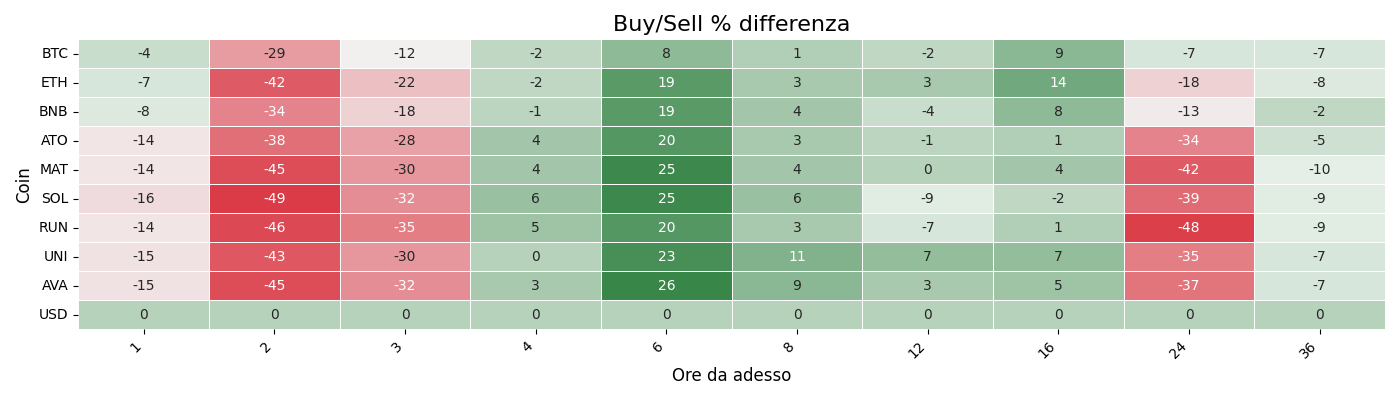 Buy/Sell % differenza
Coin
BTC -4 -29 -12 -2 8 1 -2 9 -7 -7
ETH -7 -42 -22 -2 19 3 3 14 -18 -8
BNB -8 -34 -18 -1 19 4 -4 8 -13 -2
ATO -14 -38 -28 4 20 3 -1 1 -34 -5
MAT -14 -45 -30 4 25 4 0 4 -42 -10
SOL -16 -49 -32 6 25 6 -9 -2 -39 -9
RUN -14 -46 -35 5 20 3 -7 1 -48 -9
UNI -15 -43 -30 0 23 11 7 7 -35 -7
AVA -15 -45 -32 3 26 9 3 5 -37 -7
USD 0 0 0 0 0 0 0 0 0 0
1 2 3 4 6 8 12 16 24 36
Ore da adesso